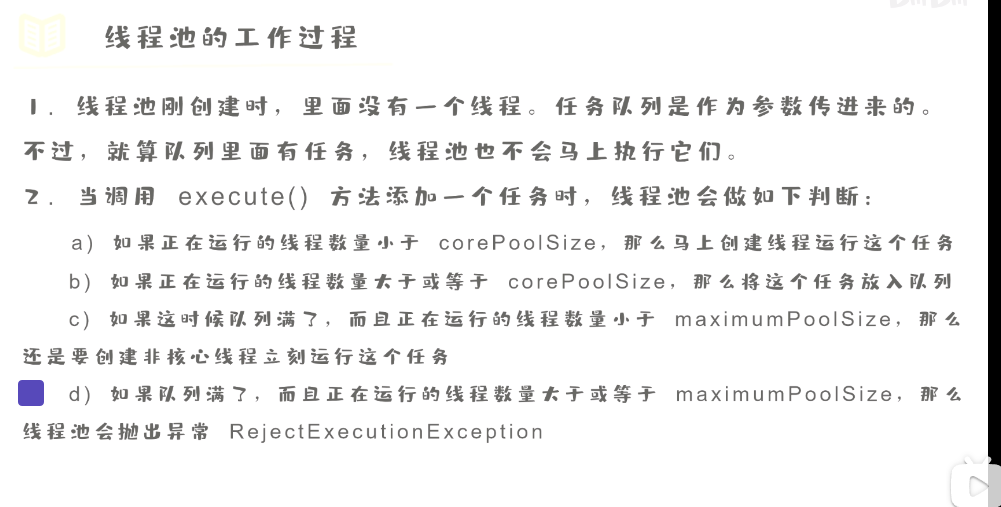 线程池的工作过程
1. 线程池刚创建时，里面没有一个线程。任务队列是作为参数传进来的。
不过，就算队列里面有任务，线程池也不会马上执行它们。
2. 当调用 execute() 方法添加一个任务时，线程池会做如下判断：
a) 如果正在运行的线程数量小于 corePoolSize，那么马上创建线程运行这个任务
b) 如果正在运行的线程数量大于或等于 corePoolSize，那么将这个任务放入队列
c) 如果这时候队列满了，而且正在运行的线程数量小于 maximumPoolSize，那么
还是要创建非核心线程立刻运行这个任务
d) 如果队列满了，而且正在运行的线程数量大于或等于 maximumPoolSize，那么
线程池会抛出异常 RejectExecutionException